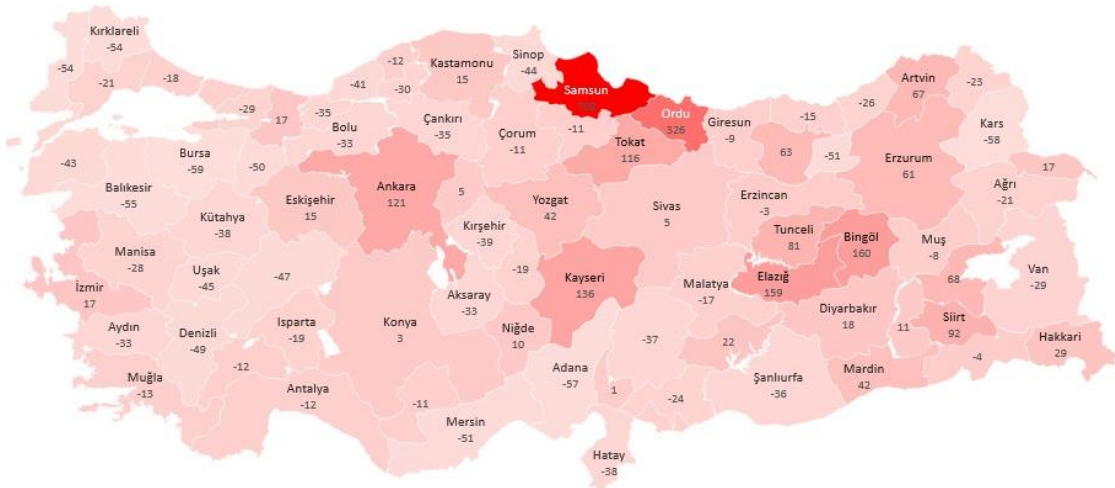 Kırklareli
-54
-54
-21
-18
-29
17
-35
Bolu
-33
-41
-12
-30
Kastamonu
15
Sinop
-44
Samsun
Çankırı
-35
Çorum
-11
-11
Ordu
326
Tokat
116
Giresun
-9
63
-15
-51
-26
Artvin
67
-23
Kars
-58
Erzurum
61
17
Ağrı
-21
-43
Bursa
-59
-50
Balıkesir
-55
Kütahya
-38
Eskişehir
15
Ankara
121
5
Kırşehir
-39
Yozgat
42
Sivas
5
Erzincan
-3
Tunceli
81
Bingöl
160
Muş
-8
68
Van
-29
Manisa
-28
Uşak
-45
-47
İzmir
17
Aydın
-33
Denizli
-49
Isparta
-19
Konya
3
Aksaray
-33
-19
Kayseri
136
Niğde
10
Malatya
-17
Elazığ
159
Diyarbakır
18
11
Siirt
92
Hakkari
29
-4
Mardin
42
Muğla
-13
-12
Antalya
-12
-11
Mersin
-51
Adana
-57
1
-37
22
-24
Şanlıurfa
-36
Hatay
-38